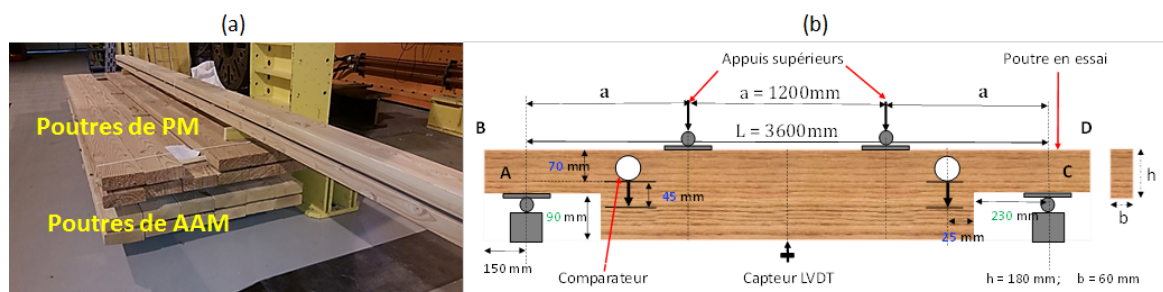 (a)
Poutres de PM
Poutres de AAM
(b)
Appuis supérieurs
Poutre en essai
a
a = 1200mm
a
B
L = 3600mm
D
A
70 mm
C
h
45 mm
90 mm
230 mm
b
25 mm
150 mm
Comparateur
Capteur LVDT
h = 180 mm; b = 60 mm